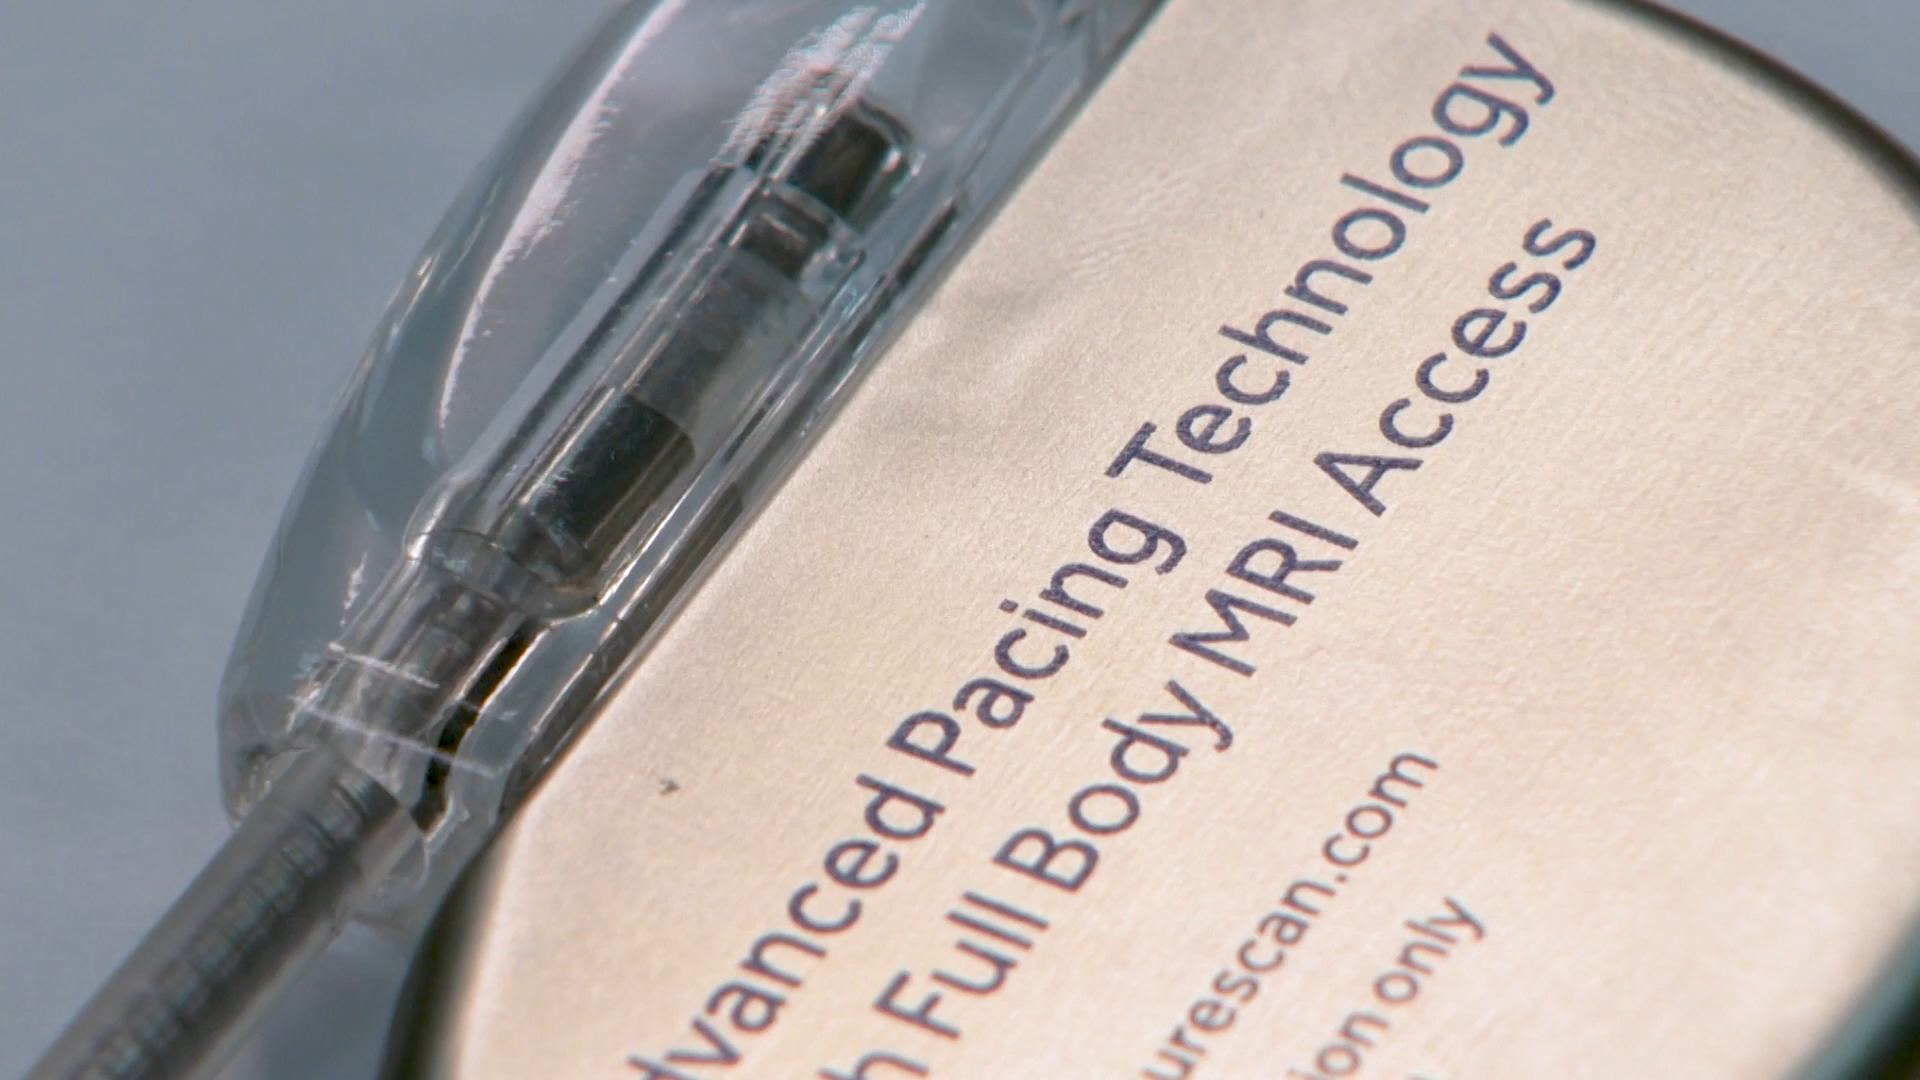 dvanced Pacing Technology
h Full Body MRI Access
urescan.com
ion only